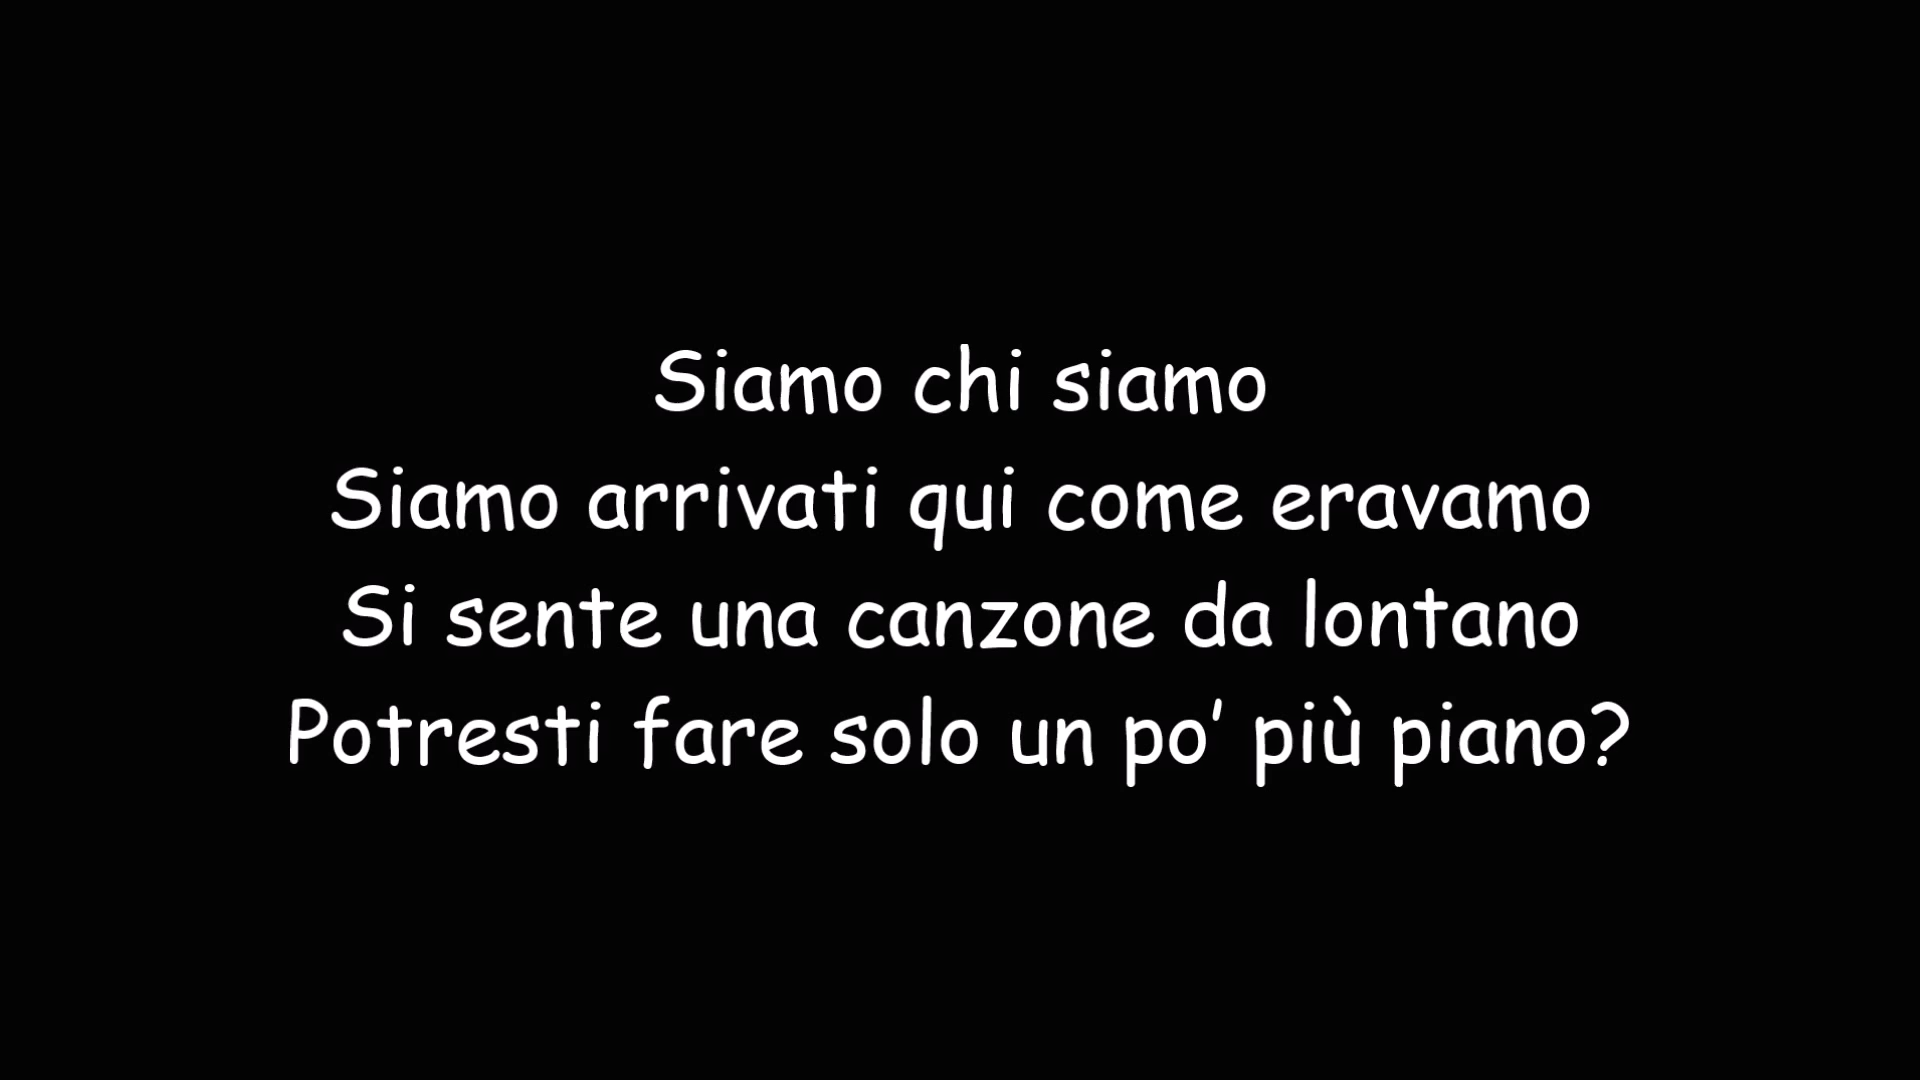 Siamo chi siamo
Siamo arrivati qui come eravamo
Si sente una canzone da lontano
Potresti fare solo un po’ più piano?